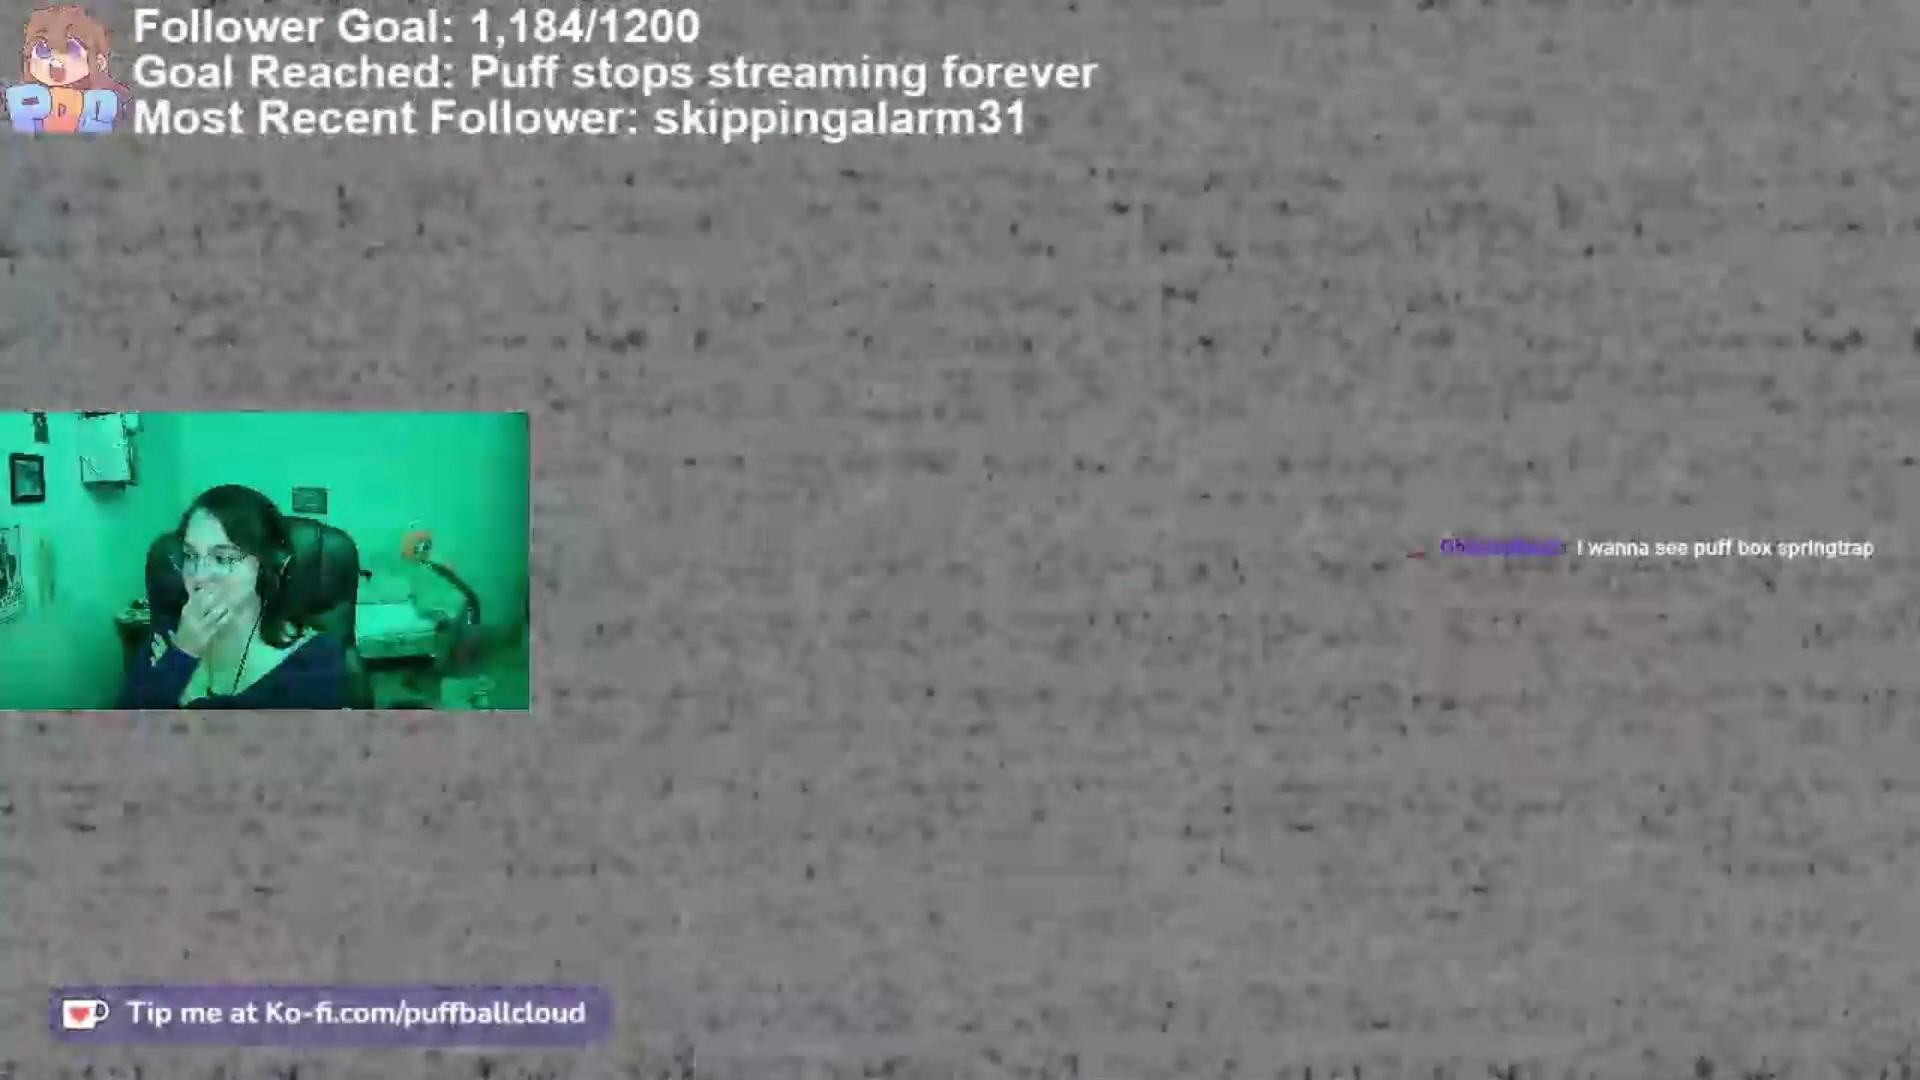 Follower Goal: 1,184/1200
Goal Reached: Puff stops streaming forever
Most Recent Follower: skippingalarm31
I wanna see puff box springtrap
Tip me at Ko-fi.com/puffballcloud